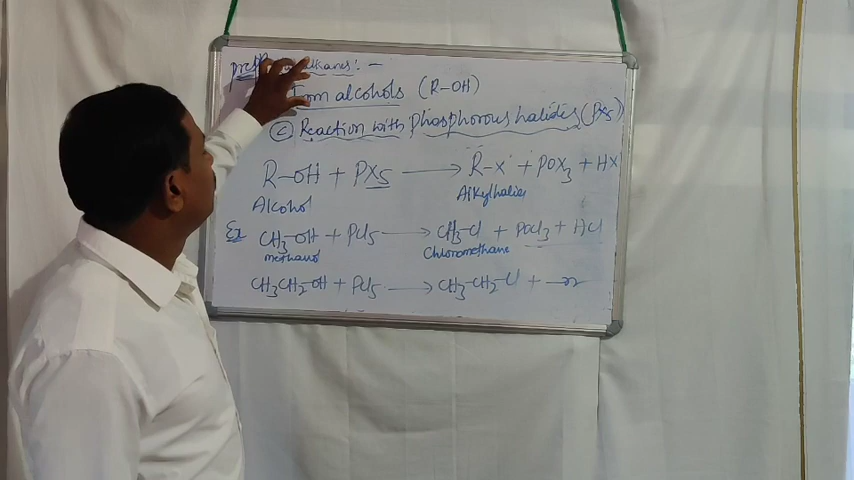 alkanes: -
From alcohols (R-OH)
(C) Reaction with phosphorous halides (PX5)
R-OH + PX5 → R-X + POX3 + HX
Alcohol Alkylhalide
Ex CH3-OH + PCl5 → CH3-Cl + POCl3 + HCl
methanol Chloromethane
CH3CH2-OH + PCl5 → CH3-CH2-Cl + —"—